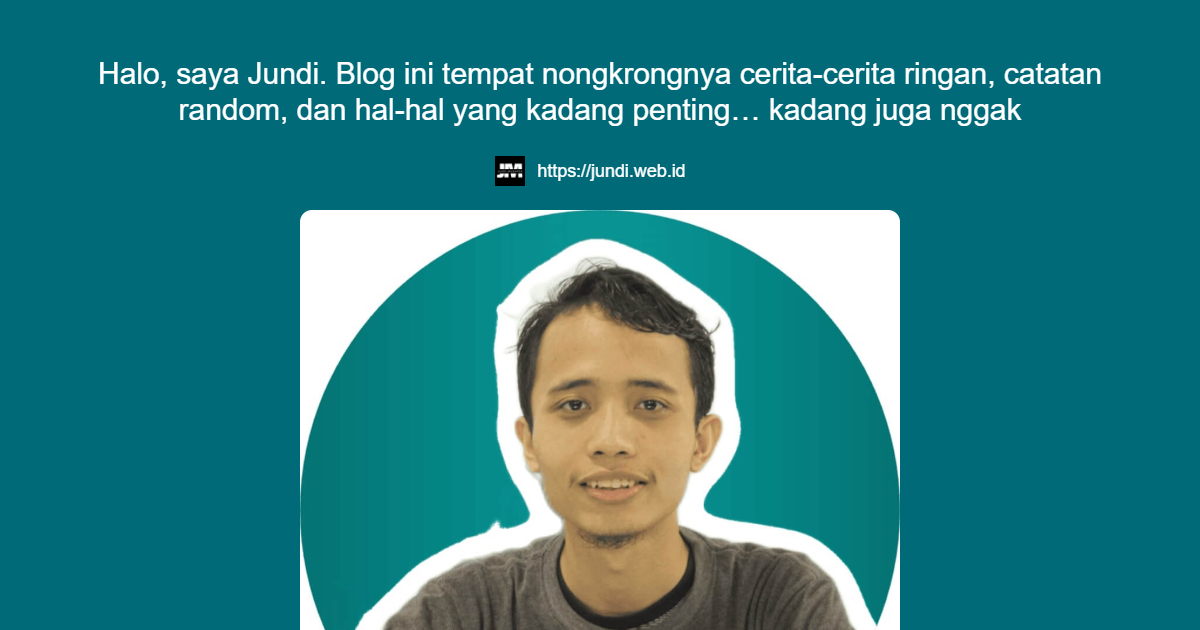 Halo, saya Jundi. Blog ini tempat nongkrongnya cerita-cerita ringan, catatan
random, dan hal-hal yang kadang penting… kadang juga nggak
JM
https://jundi.web.id